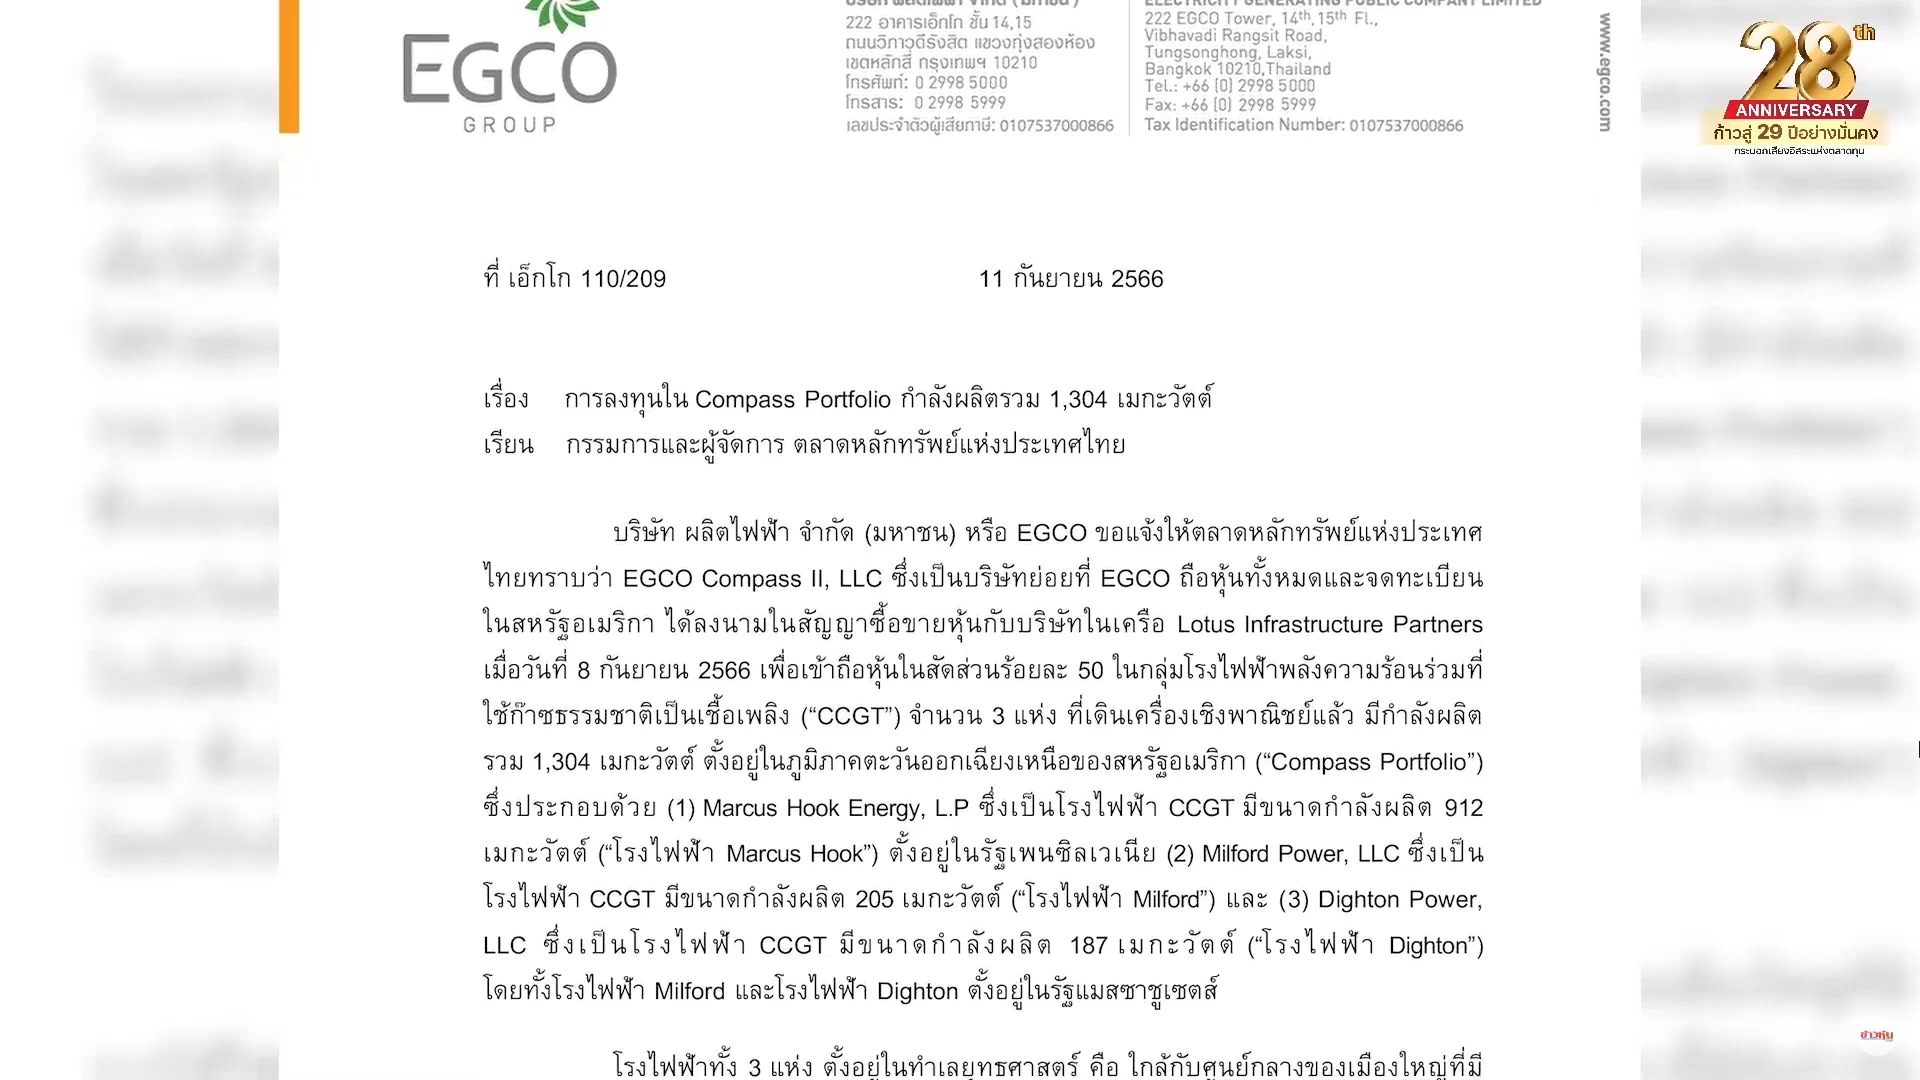 EGCO
GROUP
222 อาคารเอ็กโก ชั้น 14,15
ถนนวิภาวดีรังสิต แขวงทุ่งสองห้อง
เขตหลักสี่ กรุงเทพฯ 10210
โทรศัพท์: 0 2998 5000
โทรสาร: 0 2998 5999
เลขประจำตัวผู้เสียภาษี: 0107537000866
ELECTRICITY GENERATING PUBLIC COMPANY LIMITED
222 EGCO Tower, 14th,15th Fl.,
Vibhavadi Rangsit Road,
Tungsonghong, Laksi,
Bangkok 10210,Thailand
Tel.: +66 (0) 2998 5000
Fax: +66 (0) 2998 5999
Tax Identification Number: 0107537000866
www.egco.com
28th
ANNIVERSARY
ก้าวสู่ 29 ปีอย่างมั่นคง
กระบอกเสียงอิสระแห่งตลาดทุน
ที่ เอ็กโก 110/209 11 กันยายน 2566
เรื่อง การลงทุนใน Compass Portfolio กำลังผลิตรวม 1,304 เมกะวัตต์
เรียน กรรมการและผู้จัดการ ตลาดหลักทรัพย์แห่งประเทศไทย
บริษัท ผลิตไฟฟ้า จำกัด (มหาชน) หรือ EGCO ขอแจ้งให้ตลาดหลักทรัพย์แห่งประเทศ
ไทยทราบว่า EGCO Compass II, LLC ซึ่งเป็นบริษัทย่อยที่ EGCO ถือหุ้นทั้งหมดและจดทะเบียน
ในสหรัฐอเมริกา ได้ลงนามในสัญญาซื้อขายหุ้นกับบริษัทในเครือ Lotus Infrastructure Partners
เมื่อวันที่ 8 กันยายน 2566 เพื่อเข้าถือหุ้นในสัดส่วนร้อยละ 50 ในกลุ่มโรงไฟฟ้าพลังความร้อนร่วมที่
ใช้ก๊าซธรรมชาติเป็นเชื้อเพลิง (“CCGT”) จำนวน 3 แห่ง ที่เดินเครื่องเชิงพาณิชย์แล้ว มีกำลังผลิต
รวม 1,304 เมกะวัตต์ ตั้งอยู่ในภูมิภาคตะวันออกเฉียงเหนือของสหรัฐอเมริกา (“Compass Portfolio”)
ซึ่งประกอบด้วย (1) Marcus Hook Energy, L.P ซึ่งเป็นโรงไฟฟ้า CCGT มีขนาดกำลังผลิต 912
เมกะวัตต์ (“โรงไฟฟ้า Marcus Hook”) ตั้งอยู่ในรัฐเพนซิลเวเนีย (2) Milford Power, LLC ซึ่งเป็น
โรงไฟฟ้า CCGT มีขนาดกำลังผลิต 205 เมกะวัตต์ (“โรงไฟฟ้า Milford”) และ (3) Dighton Power,
LLC ซึ่งเป็นโรงไฟฟ้า CCGT มีขนาดกำลังผลิต 187 เมกะวัตต์ (“โรงไฟฟ้า Dighton”)
โดยทั้งโรงไฟฟ้า Milford และโรงไฟฟ้า Dighton ตั้งอยู่ในรัฐแมสซาชูเซตส์
โรงไฟฟ้าทั้ง 3 แห่ง ตั้งอยู่ในทำเลยุทธศาสตร์ คือ ใกล้กับศูนย์กลางของเมืองใหญ่ที่มี
ข่าวหุ้น